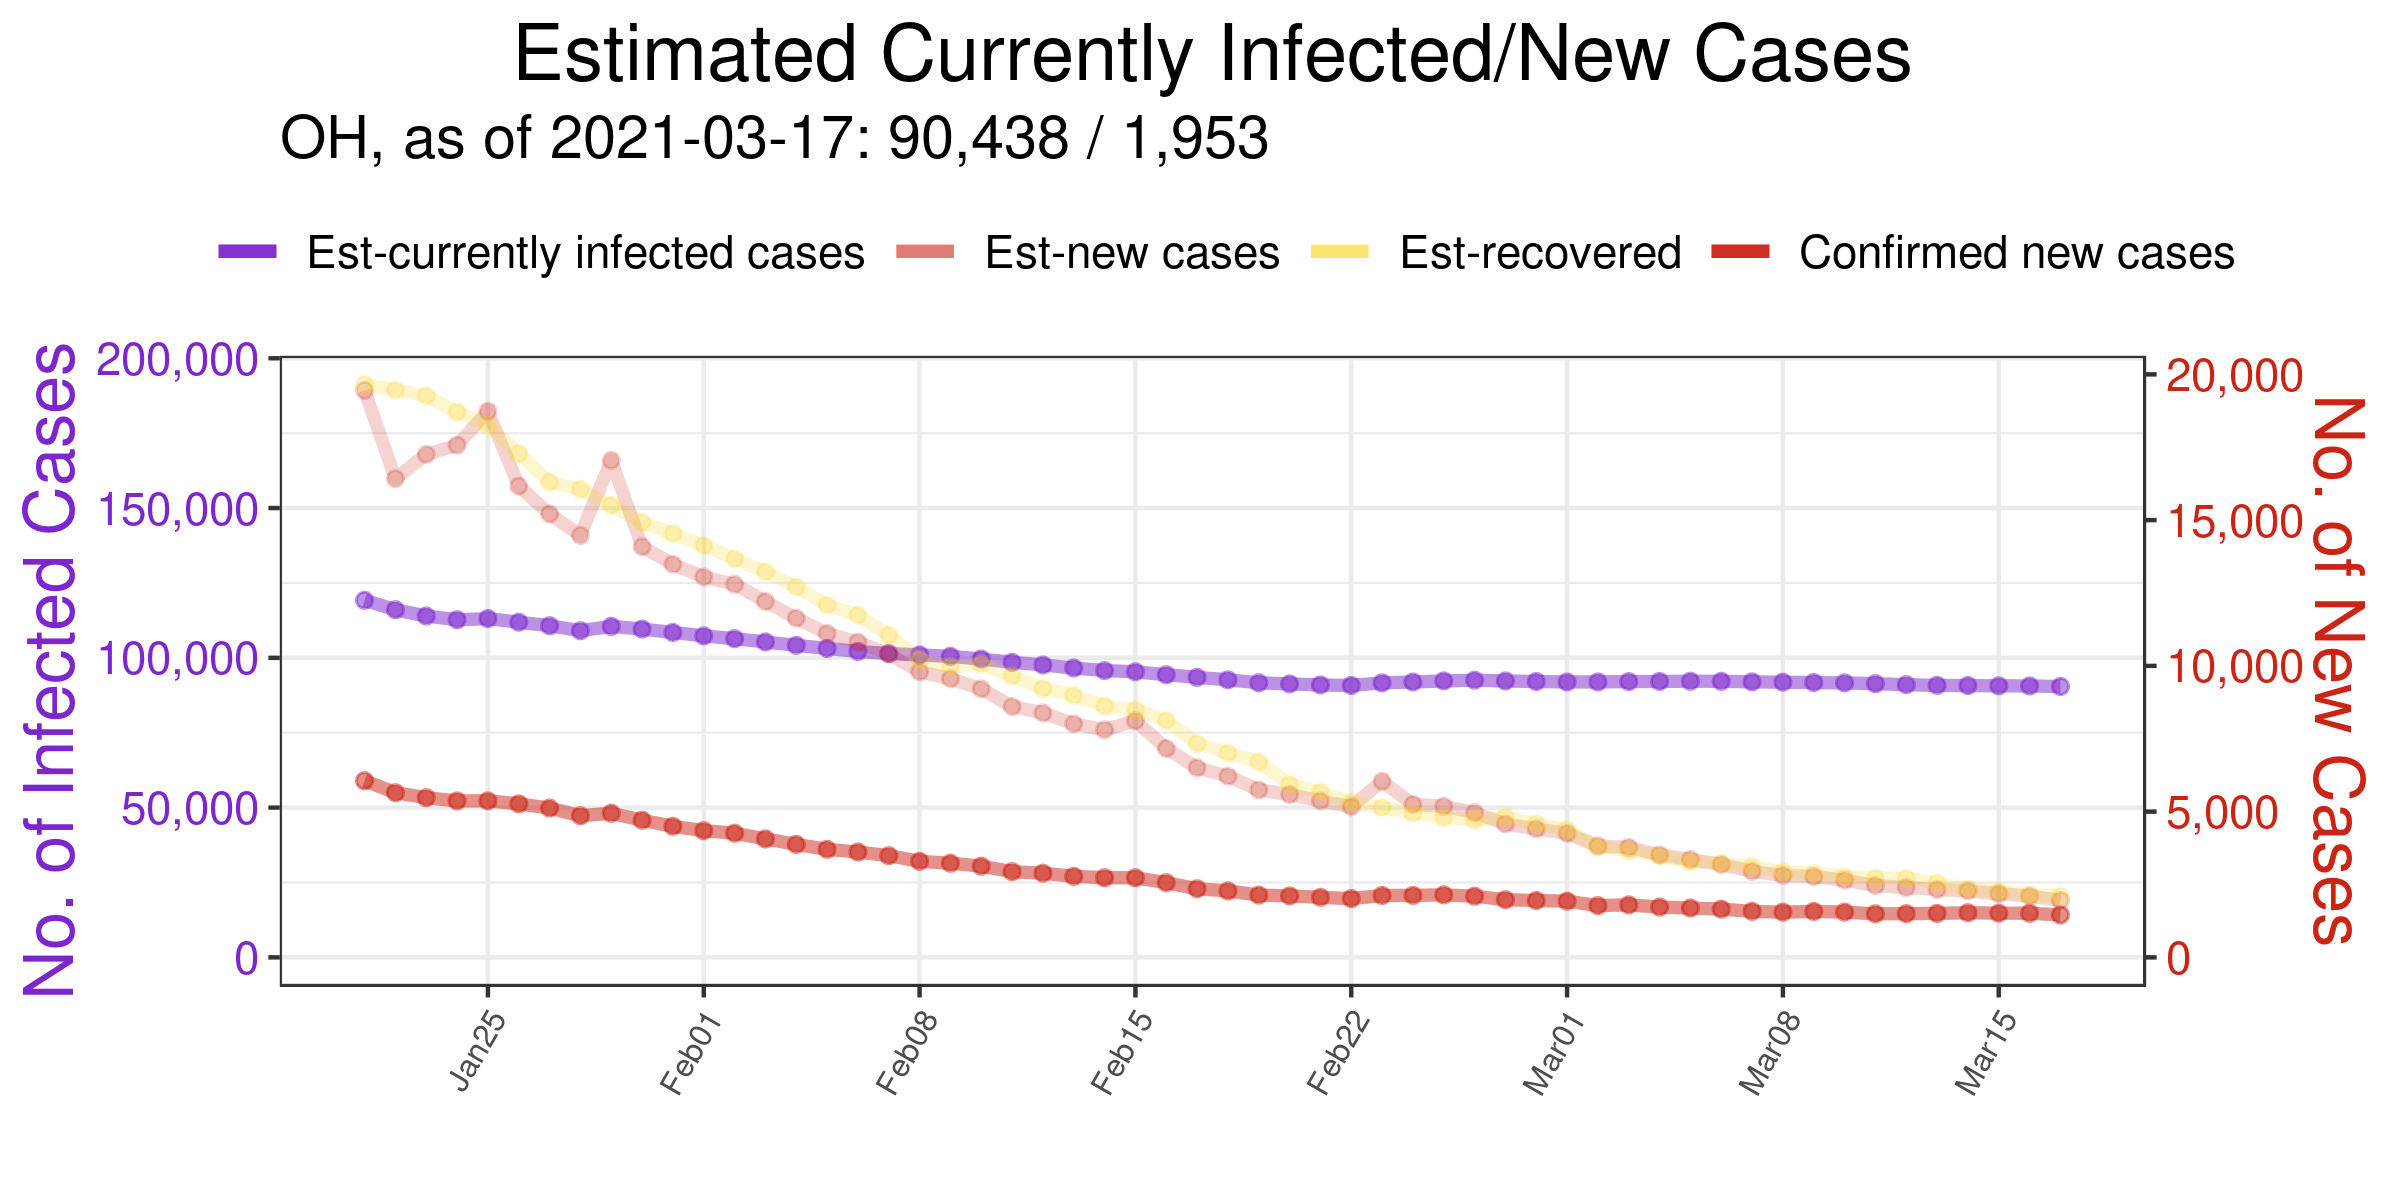 Estimated Currently Infected/New Cases
OH, as of 2021-03-17: 90,438 / 1,953
Est-currently infected cases Est-new cases Est-recovered Confirmed new cases
No. of Infected Cases
200,000
150,000
100,000
50,000
0
20,000
15,000
10,000
5,000
0
No. of New Cases
Jan25 Feb01 Feb08 Feb15 Feb22 Mar01 Mar08 Mar15